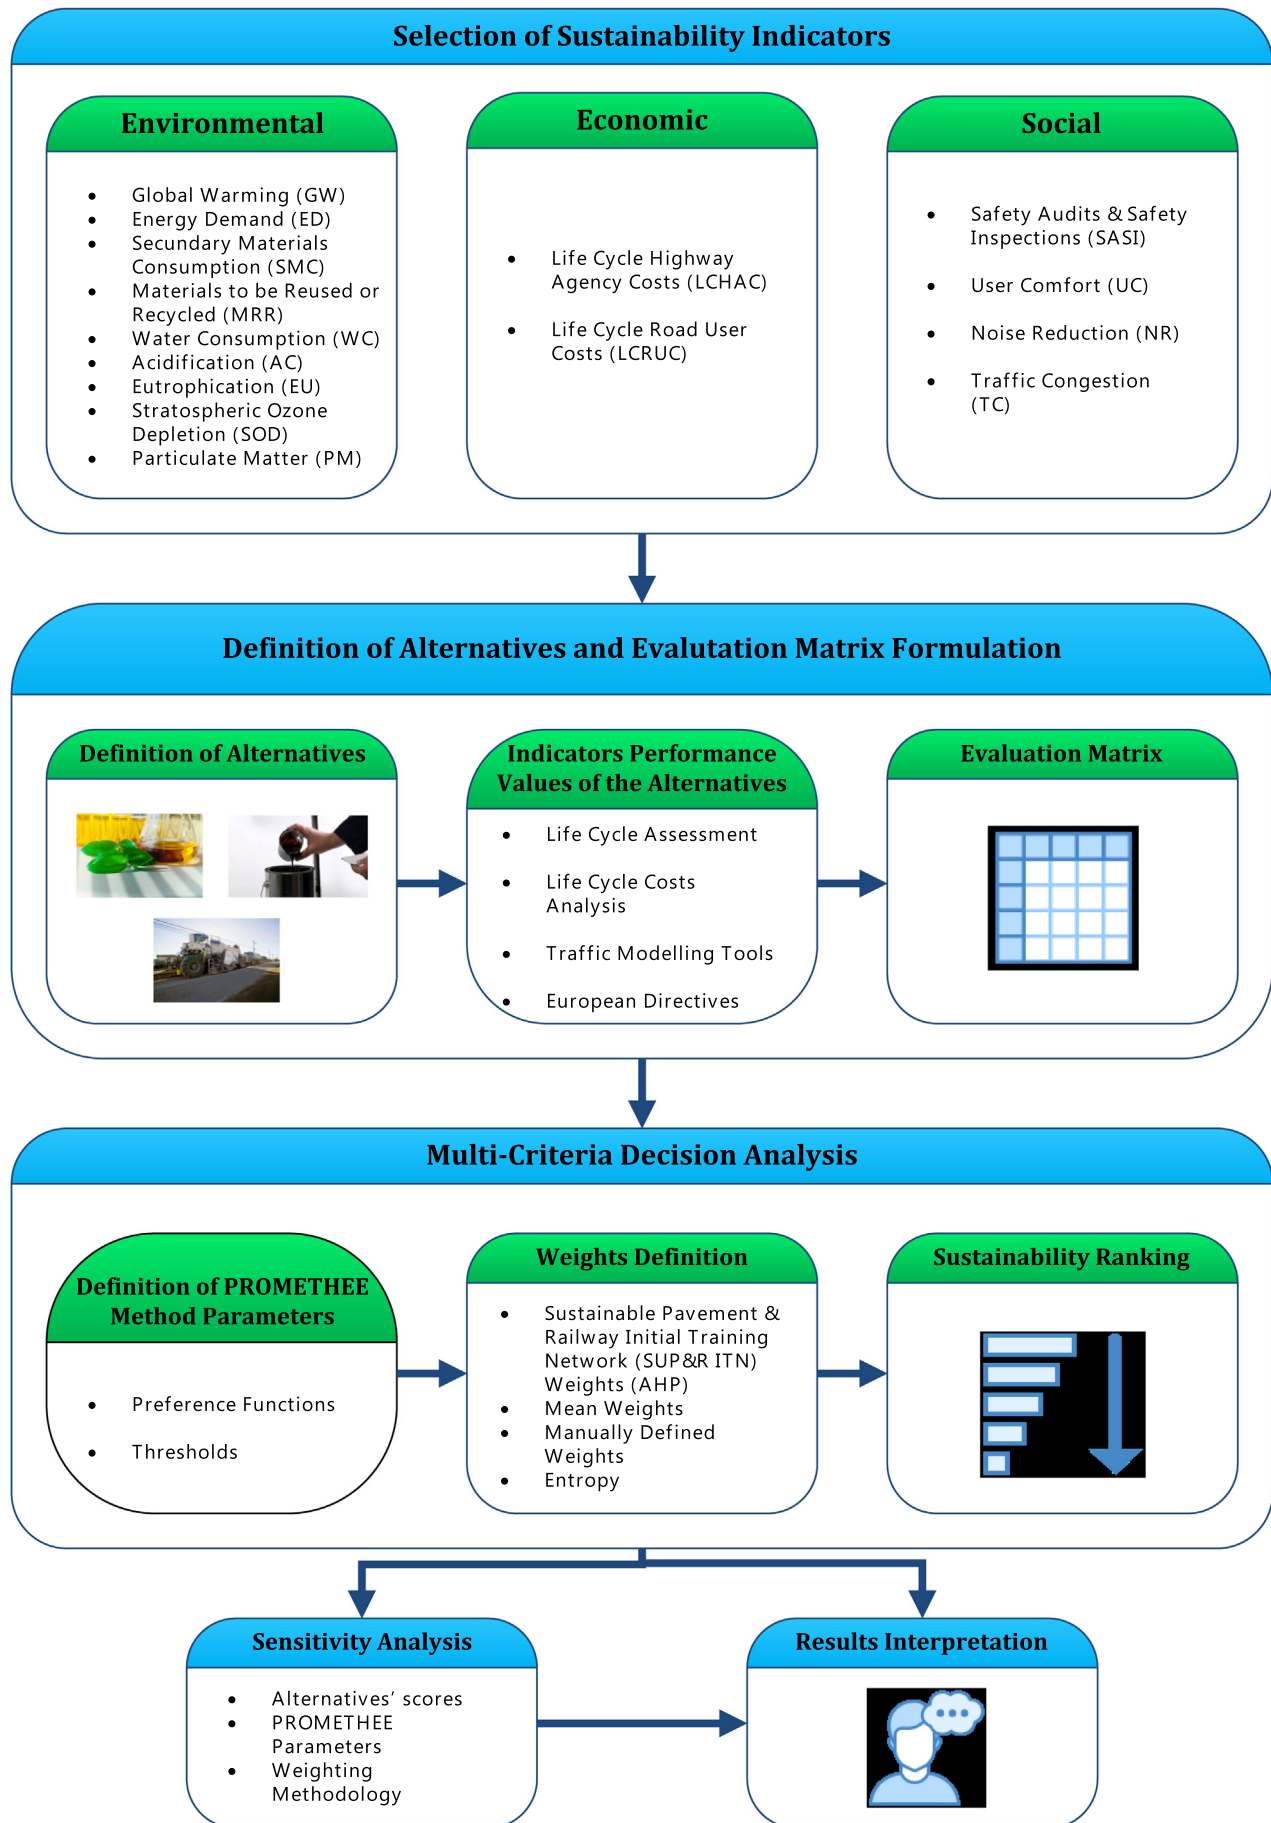 Selection of Sustainability Indicators
Environmental
• Global Warming (GW)
• Energy Demand (ED)
• Secundary Materials
Consumption (SMC)
• Materials to be Reused or
Recycled (MRR)
• Water Consumption (WC)
• Acidification (AC)
• Eutrophication (EU)
• Stratospheric Ozone
Depletion (SOD)
• Particulate Matter (PM)
Economic
• Life Cycle Highway
Agency Costs (LCHAC)
• Life Cycle Road User
Costs (LCRUC)
Social
• Safety Audits & Safety
Inspections (SASI)
• User Comfort (UC)
• Noise Reduction (NR)
• Traffic Congestion
(TC)
Definition of Alternatives and Evalutation Matrix Formulation
Definition of Alternatives
Indicators Performance
Values of the Alternatives
• Life Cycle Assessment
• Life Cycle Costs
Analysis
• Traffic Modelling Tools
• European Directives
Evaluation Matrix
Multi-Criteria Decision Analysis
Definition of PROMETHEE
Method Parameters
• Preference Functions
• Thresholds
Weights Definition
• Sustainable Pavement &
Railway Initial Training
Network (SUP&R ITN)
Weights (AHP)
• Mean Weights
• Manually Defined
Weights
• Entropy
Sustainability Ranking
Sensitivity Analysis
• Alternatives’ scores
• PROMETHEE
Parameters
• Weighting
Methodology
Results Interpretation